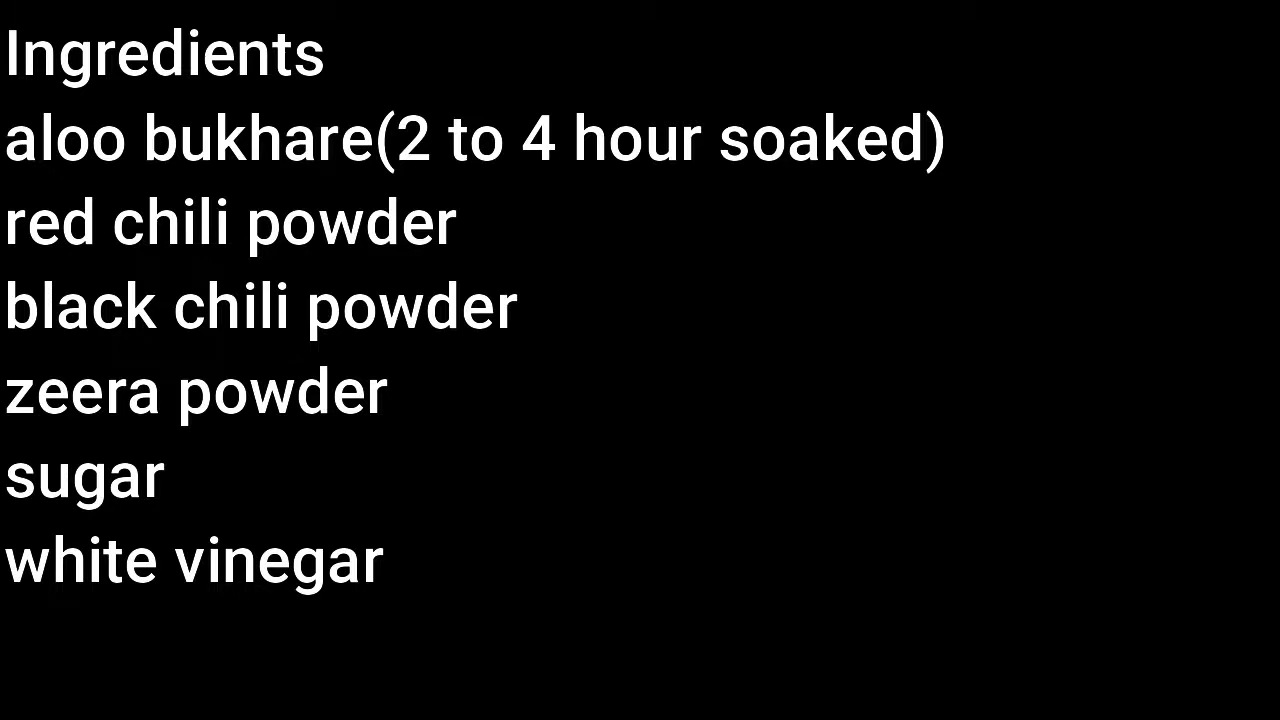 Ingredients
aloo bukhare(2 to 4 hour soaked)
red chili powder
black chili powder
zeera powder
sugar
white vinegar